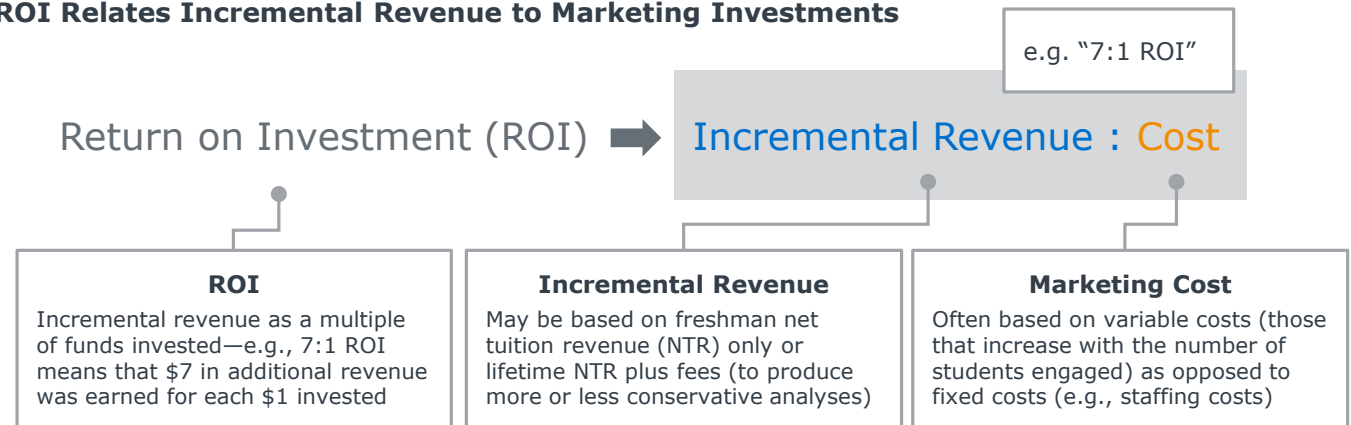 ROI Relates Incremental Revenue to Marketing Investments
e.g. “7:1 ROI”
Return on Investment (ROI)
Incremental Revenue : Cost
ROI
Incremental revenue as a multiple
of funds invested—e.g., 7:1 ROI
means that $7 in additional revenue
was earned for each $1 invested
Incremental Revenue
May be based on freshman net
tuition revenue (NTR) only or
lifetime NTR plus fees (to produce
more or less conservative analyses)
Marketing Cost
Often based on variable costs (those
that increase with the number of
students engaged) as opposed to
fixed costs (e.g., staffing costs)